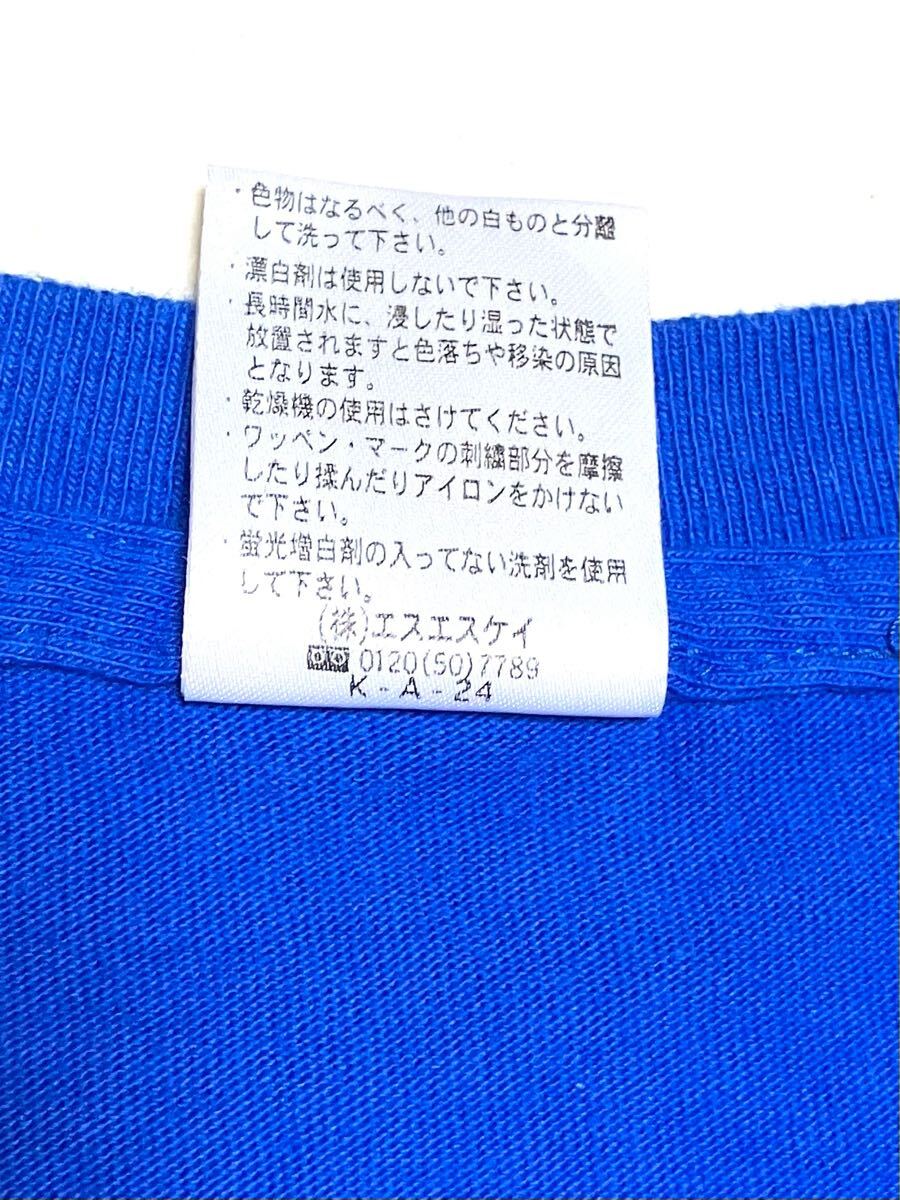 ・色物はなるべく、他の白ものと分離
して洗って下さい。
・漂白剤は使用しないで下さい。
・長時間水に、浸したり湿った状態で
放置されますと色落ちや移染の原因
となります。
・乾燥機の使用はさけてください。
・ワッペン・マークの刺繍部分を摩擦
したり揉んだりアイロンをかけない
で下さい。
・蛍光増白剤の入ってない洗剤を使用
して下さい。
(株)エスエスケイ
0120(50)7789
K-A-24